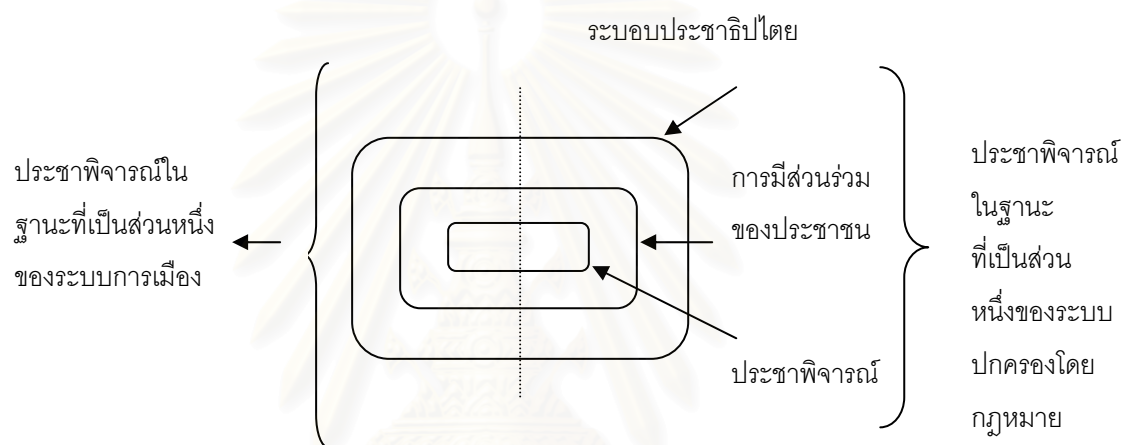 ระบอบประชาธิปไตย
ประชาพิจารณ์ใน
ฐานะที่เป็นส่วนหนึ่ง
ของระบบการเมือง
การมีส่วนร่วม
ของประชาชน
ประชาพิจารณ์
ประชาพิจารณ์
ในฐานะ
ที่เป็นส่วน
หนึ่งของระบบ
ปกครองโดย
กฎหมาย